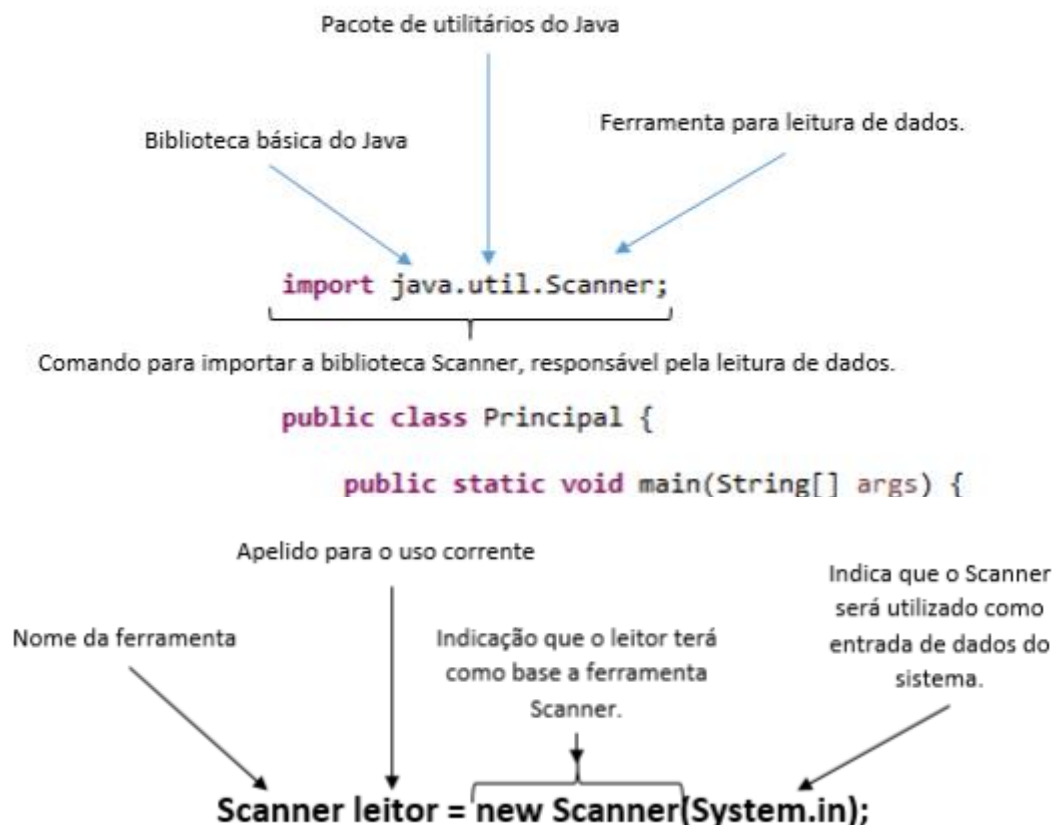 Pacote de utilitários do Java
Biblioteca básica do Java
Ferramenta para leitura de dados.
import java.util.Scanner;
Comando para importar a biblioteca Scanner, responsável pela leitura de dados.
public class Principal {
public static void main(String[] args) {
Apelido para o uso corrente
Nome da ferramenta
Indicação que o leitor terá
como base a ferramenta
Scanner.
Indica que o Scanner
será utilizado como
entrada de dados do
sistema.
Scanner leitor = new Scanner(System.in);